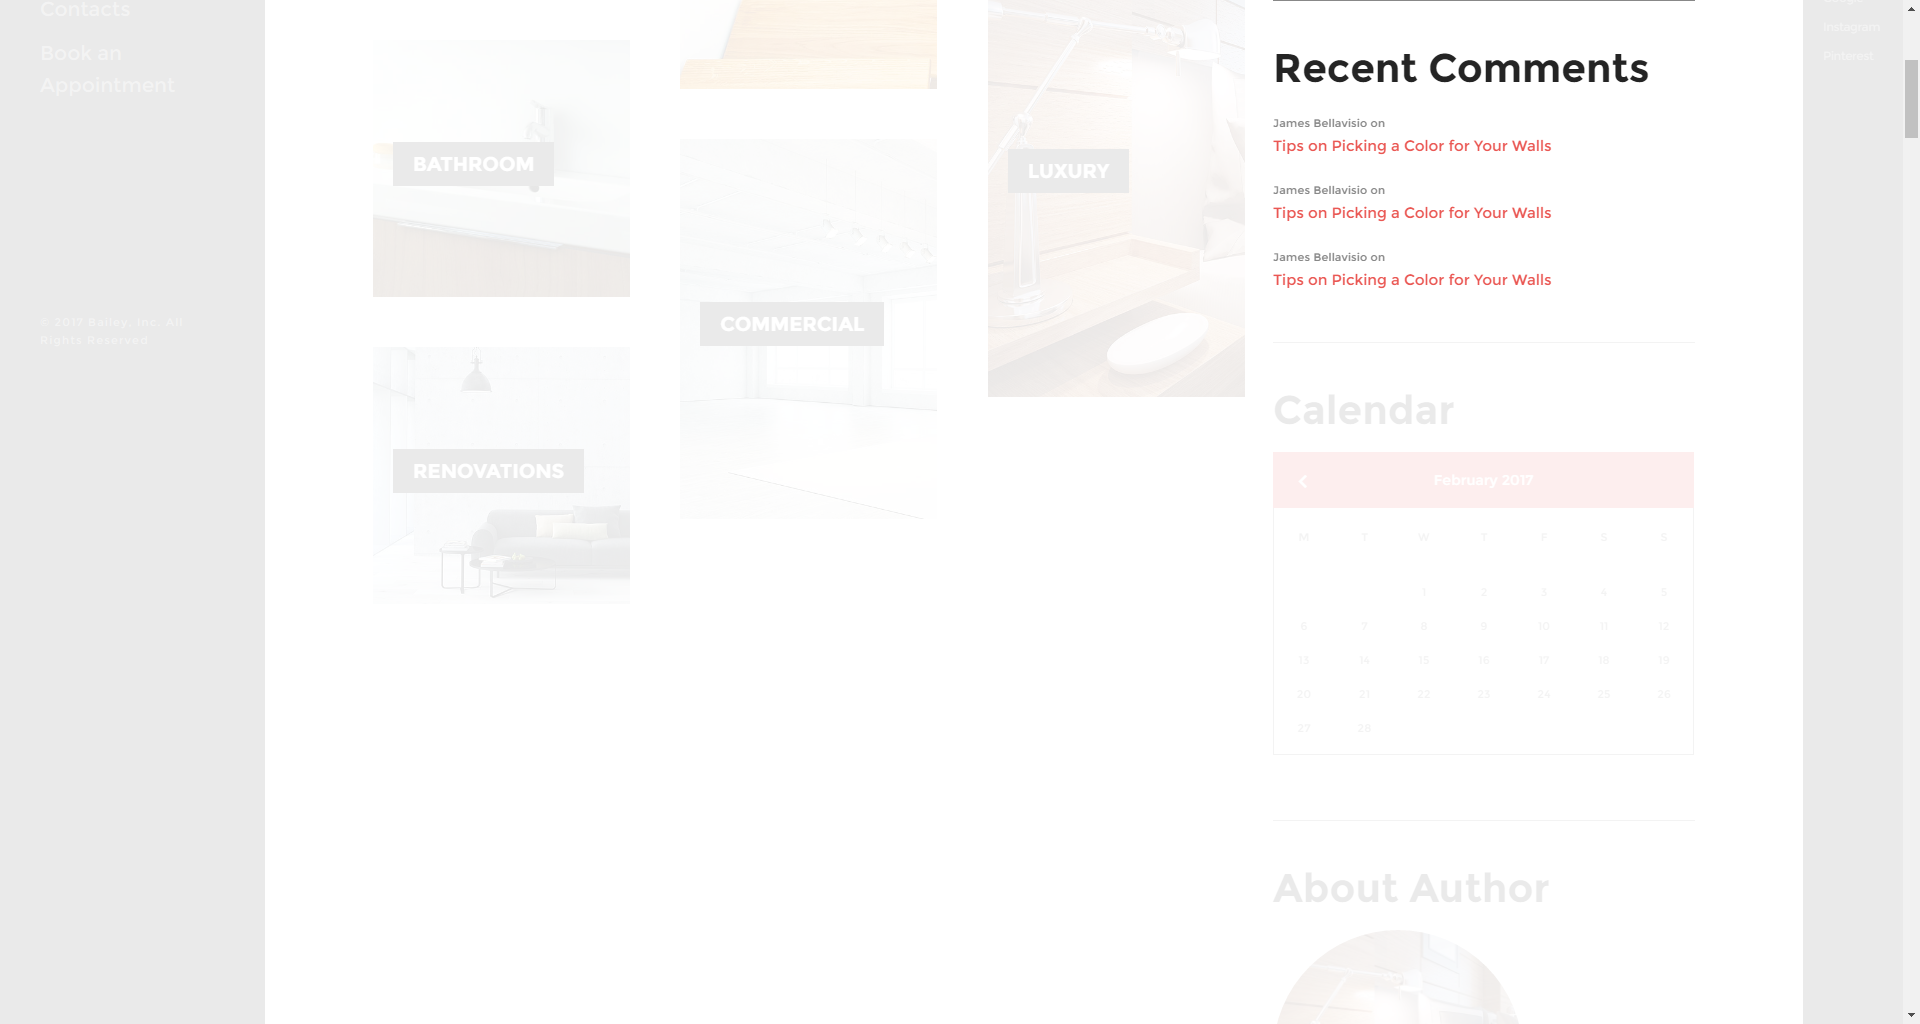 Contacts
Book an
Appointment
© 2017 Bailey, Inc. All
Rights Reserved
BATHROOM
RENOVATIONS
COMMERCIAL
LUXURY
Recent Comments
James Bellavisio on
Tips on Picking a Color for Your Walls
James Bellavisio on
Tips on Picking a Color for Your Walls
James Bellavisio on
Tips on Picking a Color for Your Walls
Calendar
February 2017
M T W T F S S
1 2 3 4 5
6 7 8 9 10 11 12
13 14 15 16 17 18 19
20 21 22 23 24 25 26
27 28
About Author
Instagram
Pinterest